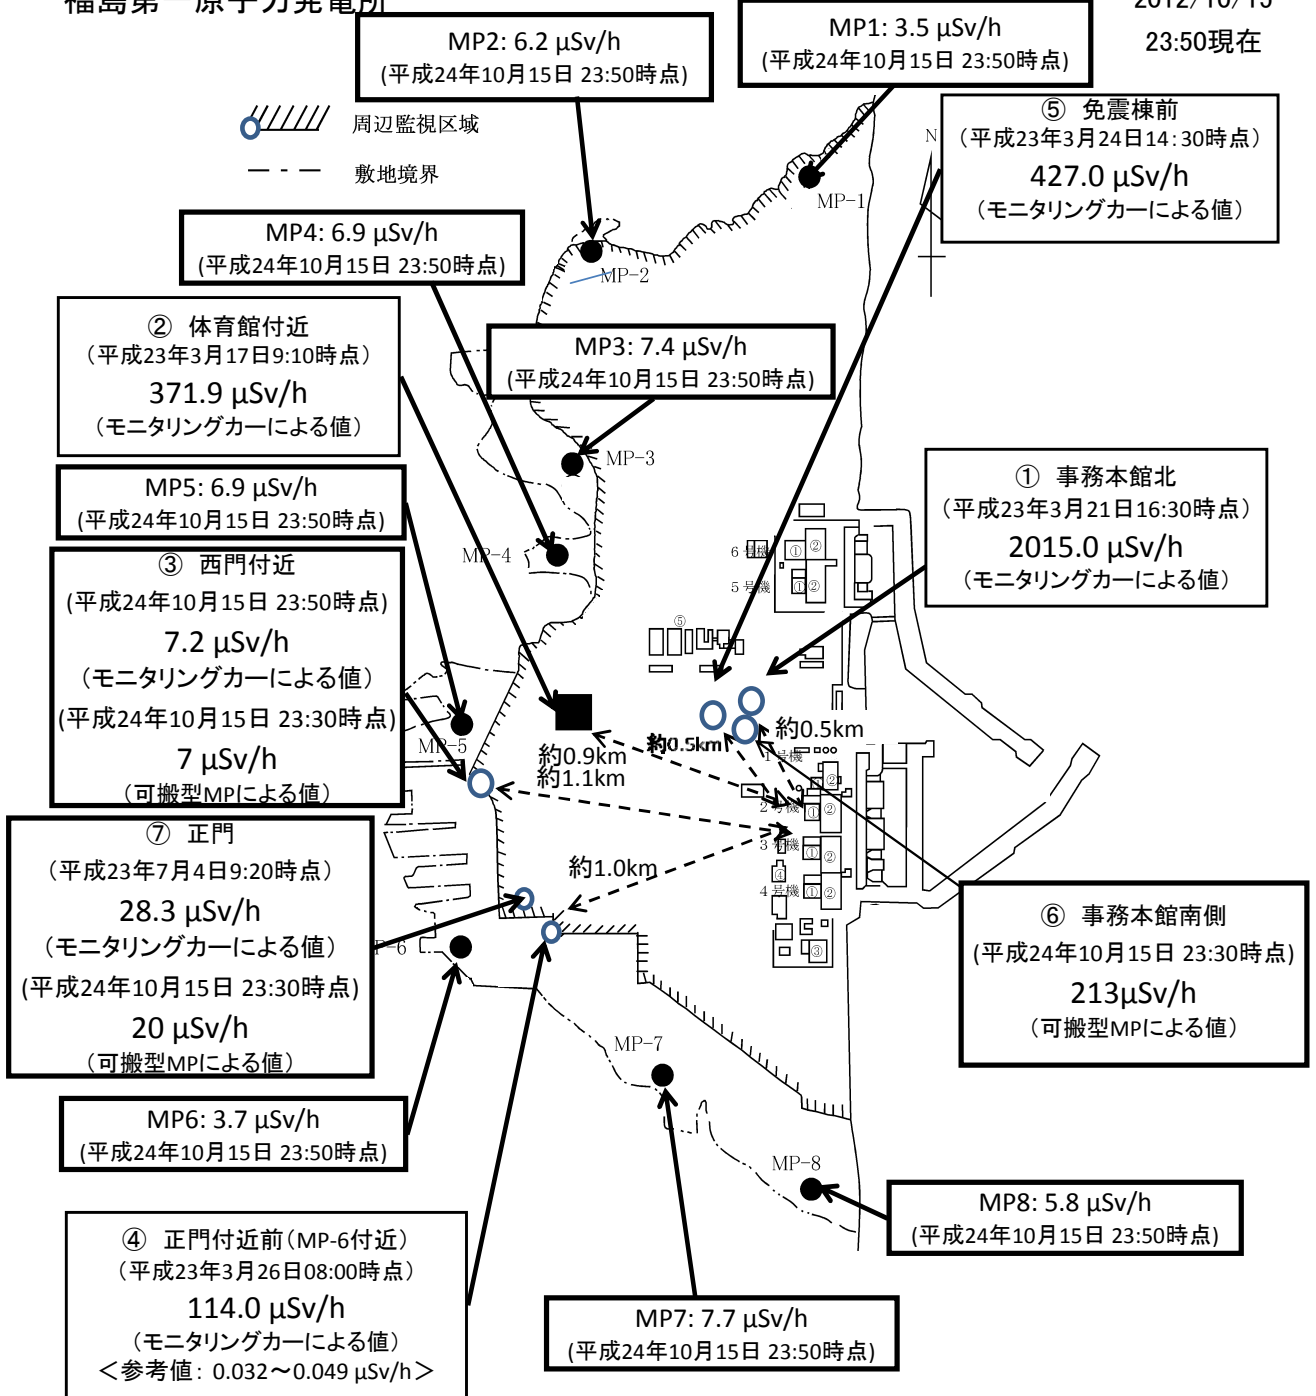 福島第一原子力発電所
2012/10/15
23:50現在
MP2: 6.2 μSv/h
(平成24年10月15日 23:50時点)
MP1: 3.5 μSv/h
(平成24年10月15日 23:50時点)
周辺監視区域
敷地境界
⑤ 免震棟前
(平成23年3月24日14:30時点)
427.0 μSv/h
(モニタリングカーによる値)
N
MP-1
MP4: 6.9 μSv/h
(平成24年10月15日 23:50時点)
MP-2
② 体育館付近
(平成23年3月17日9:10時点)
371.9 μSv/h
(モニタリングカーによる値)
MP3: 7.4 μSv/h
(平成24年10月15日 23:50時点)
MP-3
MP5: 6.9 μSv/h
(平成24年10月15日 23:50時点)
① 事務本館北
(平成23年3月21日16:30時点)
2015.0 μSv/h
(モニタリングカーによる値)
MP-4
6号機
① ②
5号機
① ②
③ 西門付近
(平成24年10月15日 23:50時点)
7.2 μSv/h
(モニタリングカーによる値)
(平成24年10月15日 23:30時点)
7 μSv/h
(可搬型MPによる値)
⑤
MP-5
約0.9km
約1.1km
約0.5km
約0.5km
1号機
②
2号機
① ②
3号機
① ②
④
4号機
① ②
③
約1.0km
⑦ 正門
(平成23年7月4日9:20時点)
28.3 μSv/h
(モニタリングカーによる値)
(平成24年10月15日 23:30時点)
20 μSv/h
(可搬型MPによる値)
P-6
⑥ 事務本館南側
(平成24年10月15日 23:30時点)
213μSv/h
(可搬型MPによる値)
MP-7
MP6: 3.7 μSv/h
(平成24年10月15日 23:50時点)
MP-8
MP8: 5.8 μSv/h
(平成24年10月15日 23:50時点)
④ 正門付近前(MP-6付近)
(平成23年3月26日08:00時点)
114.0 μSv/h
(モニタリングカーによる値)
<参考値: 0.032~0.049 μSv/h>
MP7: 7.7 μSv/h
(平成24年10月15日 23:50時点)